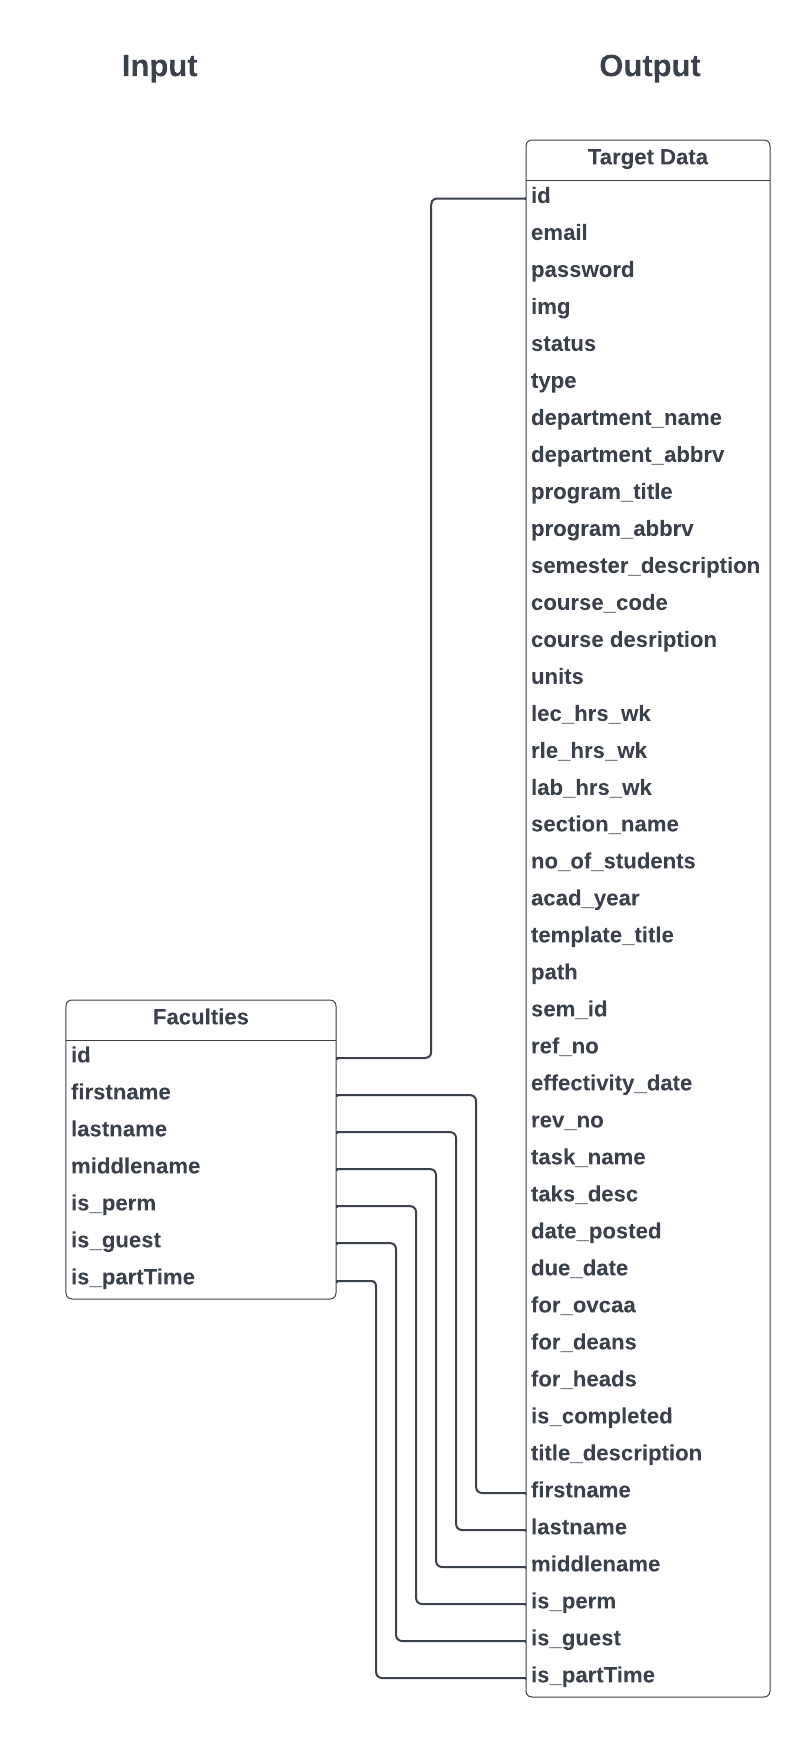 Input
Output
Target Data
id
email
password
img
status
type
department_name
department_abbrv
program_title
program_abbrv
semester_description
course_code
course desription
units
lec_hrs_wk
rle_hrs_wk
lab_hrs_wk
section_name
no_of_students
acad_year
template_title
path
sem_id
ref_no
effectivity_date
rev_no
task_name
taks_desc
date_posted
due_date
for_ovcaa
for_deans
for_heads
is_completed
title_description
firstname
lastname
middlename
is_perm
is_guest
is_partTime
Faculties
id
firstname
lastname
middlename
is_perm
is_guest
is_partTime